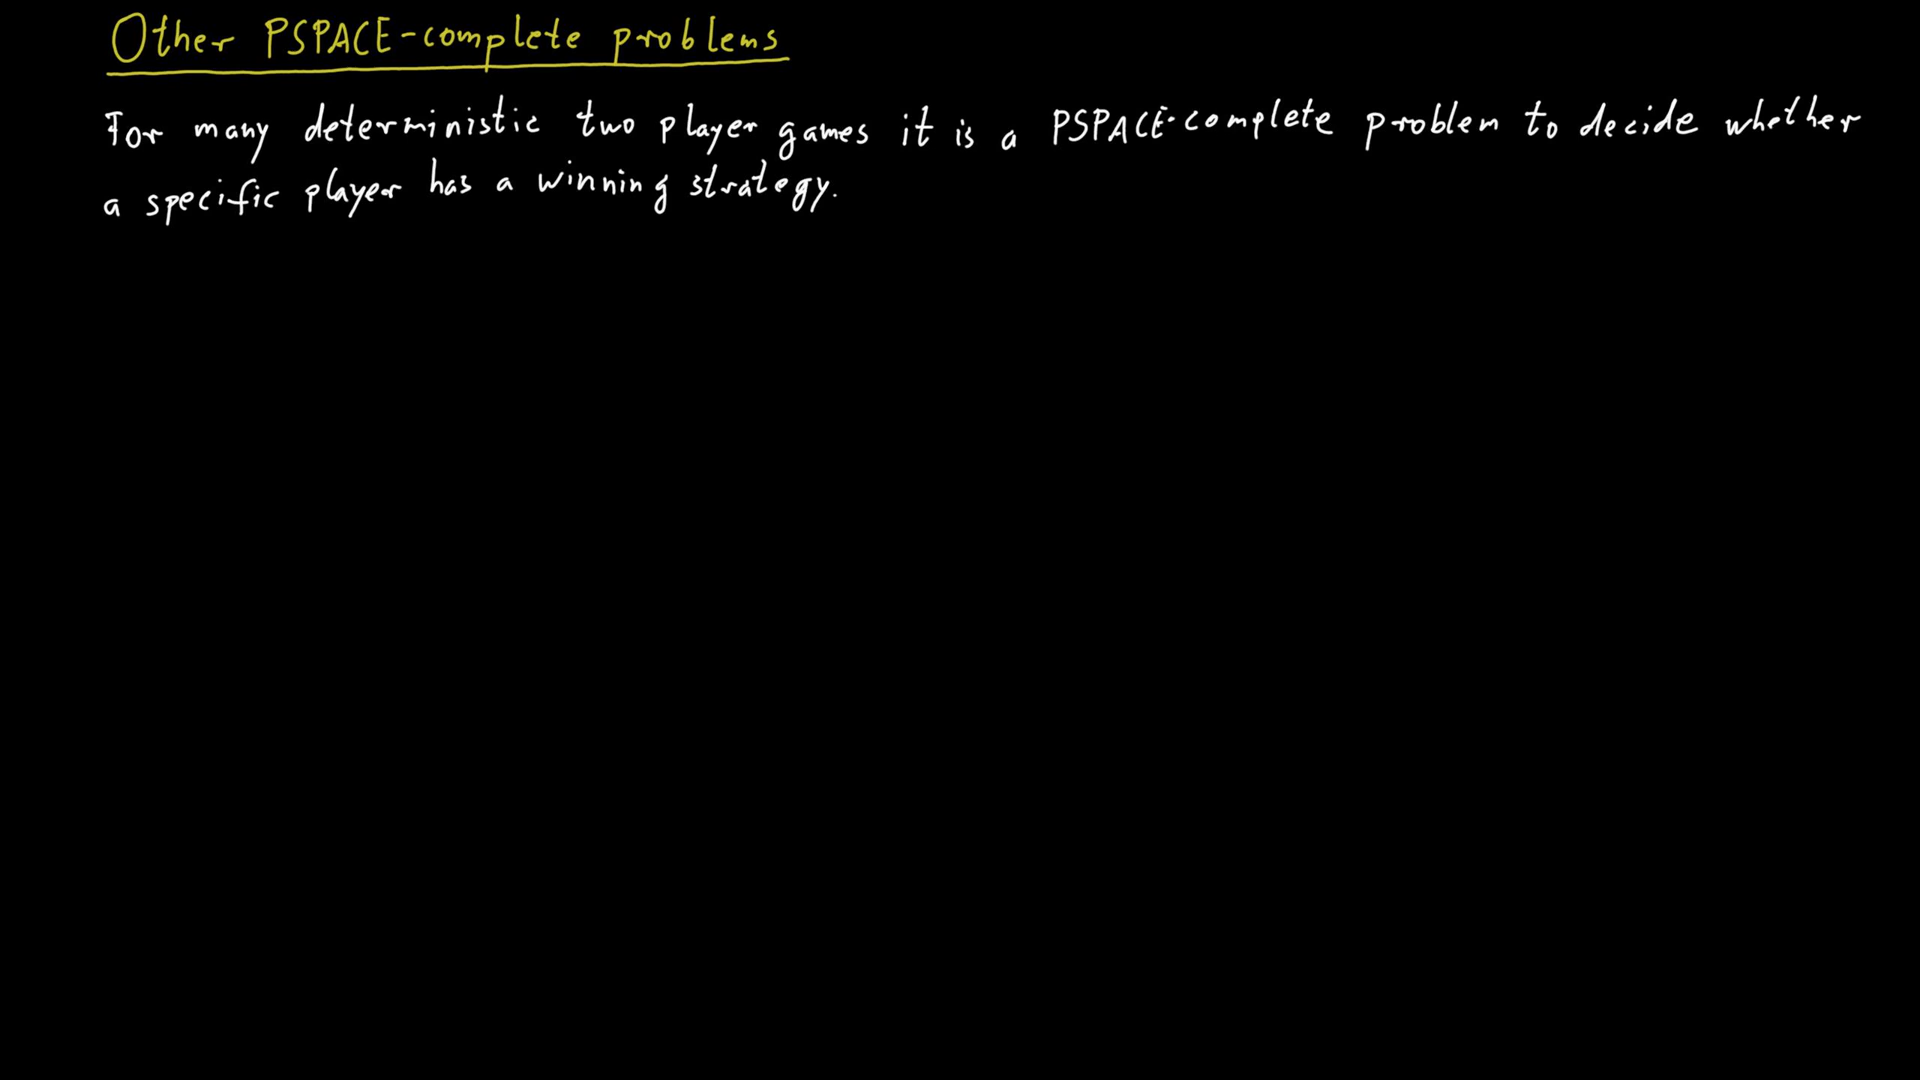 Other PSPACE-complete problems
For many deterministic two player games it is a PSPACE-complete problem to decide whether
a specific player has a winning strategy.